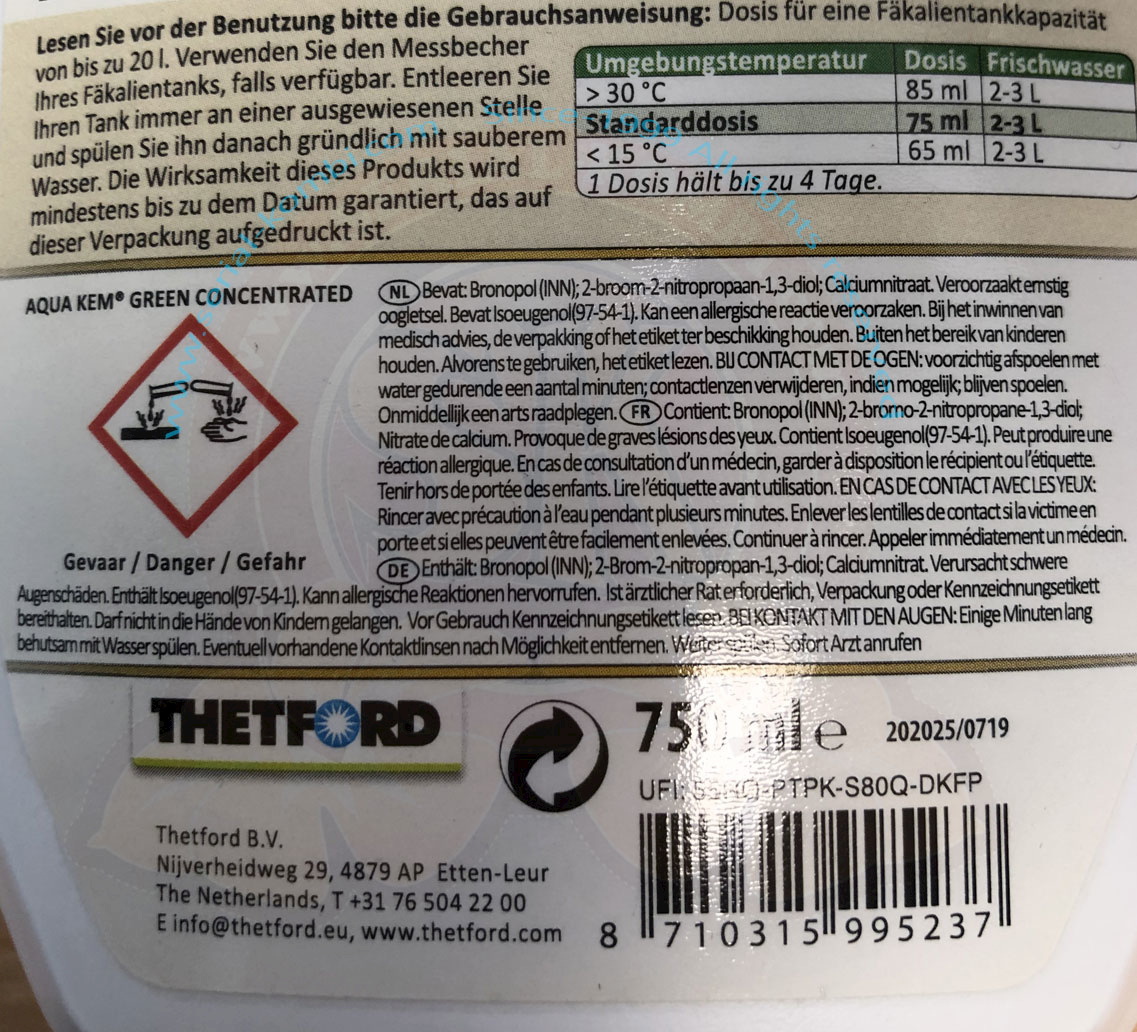 Lesen Sie vor der Benutzung bitte die Gebrauchsanweisung: Dosis für eine Fäkalientankkapazität
von bis zu 20 l. Verwenden Sie den Messbecher
Ihres Fäkalientanks, falls verfügbar. Entleeren Sie
Ihren Tank immer an einer ausgewiesenen Stelle
und spülen Sie ihn danach gründlich mit sauberem
Wasser. Die Wirksamkeit dieses Produkts wird
mindestens bis zu dem Datum garantiert, das auf
dieser Verpackung aufgedruckt ist.
Umgebungstemperatur Dosis Frischwasser
> 30 °C 85 ml 2-3 L
Standarddosis 75 ml 2-3 L
< 15 °C 65 ml 2-3 L
1 Dosis hält bis zu 4 Tage.
AQUA KEM® GREEN CONCENTRATED
Gevaar / Danger / Gefahr
NL Bevat: Bronopol (INN); 2-broom-2-nitropropaan-1,3-diol; Calciumnitraat. Veroorzaakt ernstig
oogletsel. Bevat Isoeugenol(97-54-1). Kan een allergische reactie veroorzaken. Bij het inwinnen van
medisch advies, de verpakking of het etiket ter beschikking houden. Buiten het bereik van kinderen
houden. Alvorens te gebruiken, het etiket lezen. BIJ CONTACT MET DE OGEN: voorzichtig afspoelen met
water gedurende een aantal minuten; contactlenzen verwijderen, indien mogelijk; blijven spoelen.
Onmiddellijk een arts raadplegen. FR Contient: Bronopol (INN); 2-bromo-2-nitropropane-1,3-diol;
Nitrate de calcium. Provoque de graves lésions des yeux. Contient Isoeugenol(97-54-1). Peut produire une
réaction allergique. En cas de consultation d'un médecin, garder à disposition le récipient ou l'étiquette.
Tenir hors de portée des enfants. Lire l'étiquette avant utilisation. EN CAS DE CONTACT AVEC LES YEUX:
Rincer avec précaution à l'eau pendant plusieurs minutes. Enlever les lentilles de contact si la victime en
porte et si elles peuvent être facilement enlevées. Continuer à rincer. Appeler immédiatement un médecin.
DE Enthält: Bronopol (INN); 2-Brom-2-nitropropan-1,3-diol; Calciumnitrat. Verursacht schwere
Augenschäden. Enthält Isoeugenol(97-54-1). Kann allergische Reaktionen hervorrufen. Ist ärztlicher Rat erforderlich, Verpackung oder Kennzeichnungsetikett
bereithalten. Darf nicht in die Hände von Kindern gelangen. Vor Gebrauch Kennzeichnungsetikett lesen. BEI KONTAKT MIT DEN AUGEN: Einige Minuten lang
behutsam mit Wasser spülen. Eventuell vorhandene Kontaktlinsen nach Möglichkeit entfernen. Weiter spülen. Sofort Arzt anrufen
THETFORD
750 ml e 202025/0719
UFI: PTPK-S80Q-DKFP
Thetford B.V.
Nijverheidweg 29, 4879 AP Etten-Leur
The Netherlands, T +31 76 504 22 00
E info@thetford.eu, www.thetford.com
8 710315 995237